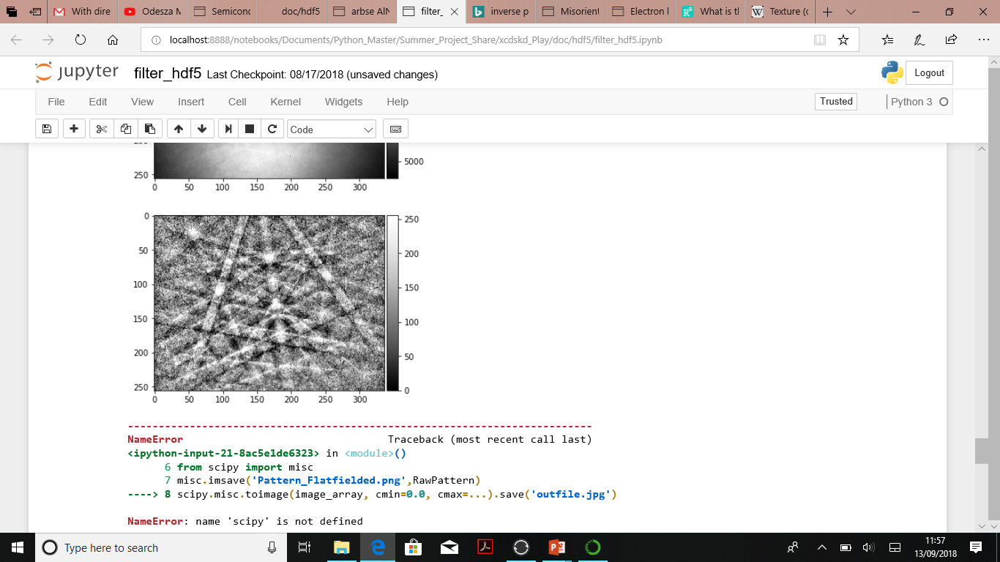 With dire
Odesza M
Semicond
doc/hdf5
arbse AlN
filter_
inverse p
Misorient
Electron l
What is tl
Texture (c
localhost:8888/notebooks/Documents/Python_Master/Summer_Project_Share/xcdskd_Play/doc/hdf5/filter_hdf5.ipynb
jupyter filter_hdf5 Last Checkpoint: 08/17/2018 (unsaved changes)
Logout
File Edit View Insert Cell Kernel Widgets Help
Trusted
Python 3
Code
5000
250
0 50 100 150 200 250 300
0
50
100
150
200
250
250
200
150
100
50
0
0 50 100 150 200 250 300
---------------------------------------------------------------------------
NameError Traceback (most recent call last)
<ipython-input-21-8ac5e1de6323> in <module>()
6 from scipy import misc
7 misc.imsave('Pattern_Flatfielded.png',RawPattern)
----> 8 scipy.misc.toimage(image_array, cmin=0.0, cmax=...).save('outfile.jpg')
NameError: name 'scipy' is not defined
Type here to search
11:57
13/09/2018